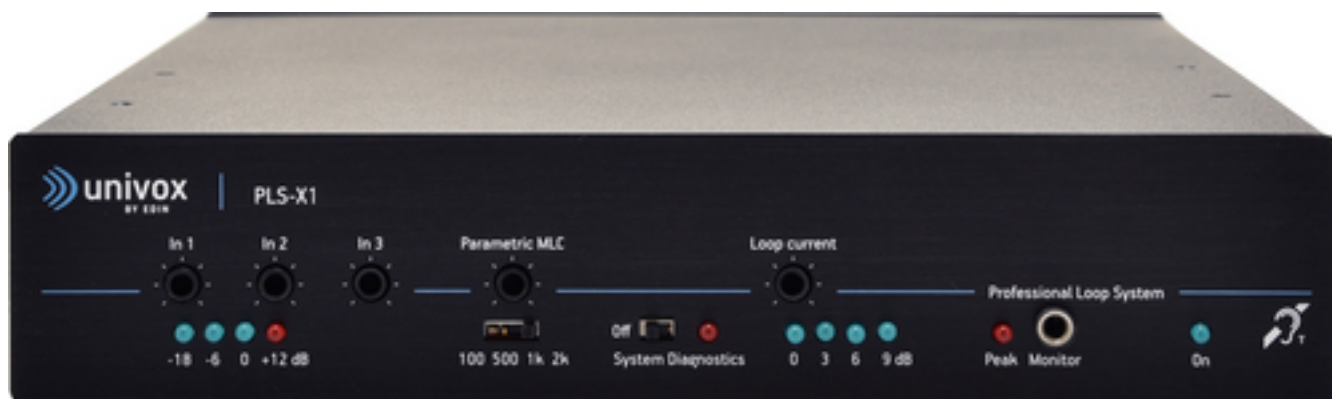 univox
BY EDIN
PLS-X1
In 1 In 2 In 3 Parametric MLC Loop current
Professional Loop System
-18 -6 0 +12 dB
100 500 1k 2k
Off
System Diagnostics
0 3 6 9 dB
Peak Monitor
On
T